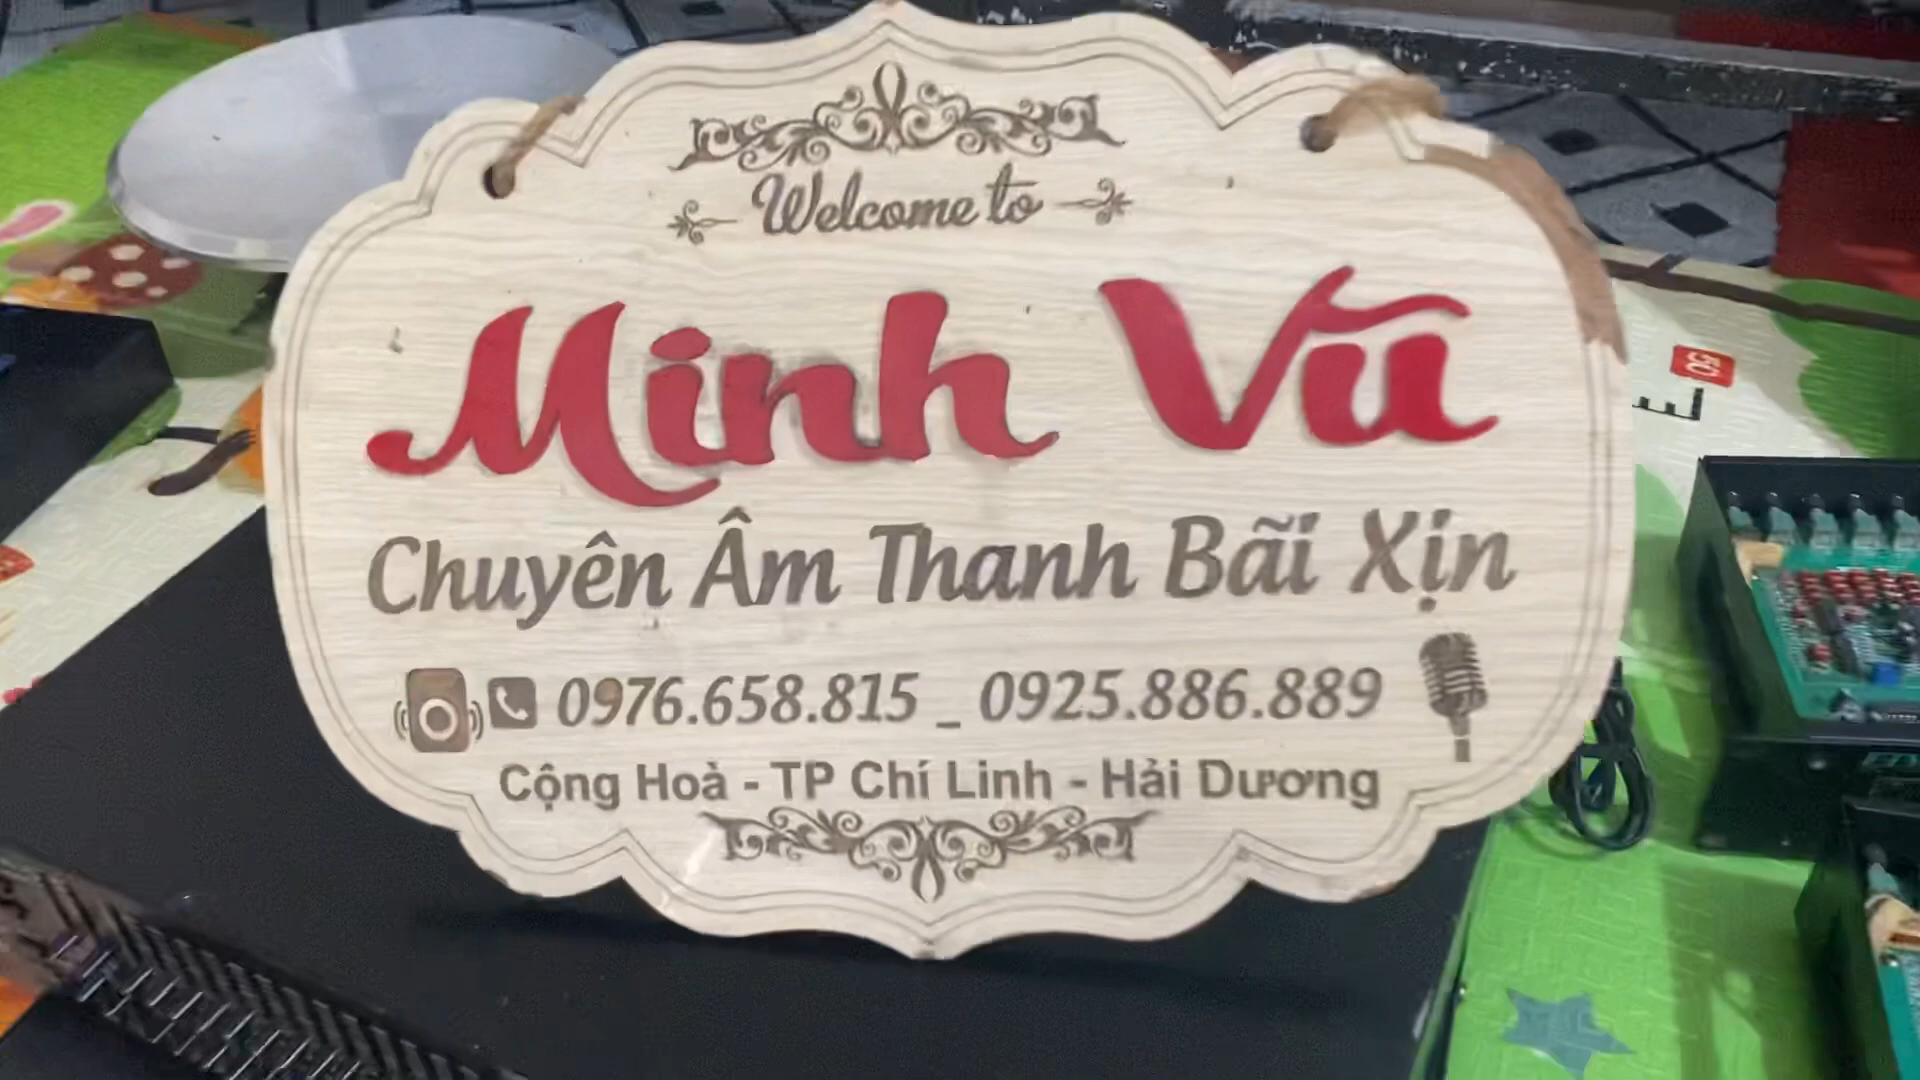 Welcome to
Minh Vũ
Chuyên Âm Thanh Bãi Xịn
0976.658.815 _ 0925.886.889
Cộng Hoà - TP Chí Linh - Hải Dương
50